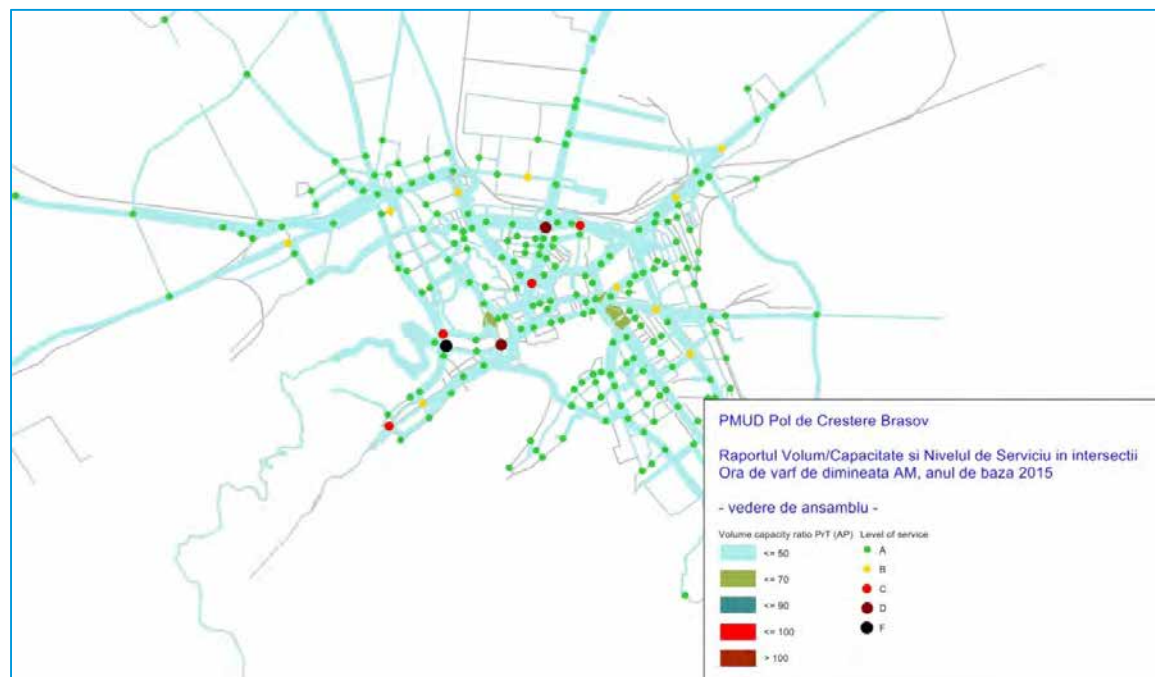 PMUD Pol de Crestere Brasov
Raportul Volum/Capacitate si Nivelul de Serviciu in intersectii
Ora de varf de dimineata AM, anul de baza 2015
- vedere de ansamblu -
Volume capacity ratio PrT (AP) Level of service
<= 50 A
<= 70 B
<= 90 C
<= 100 D
> 100 F